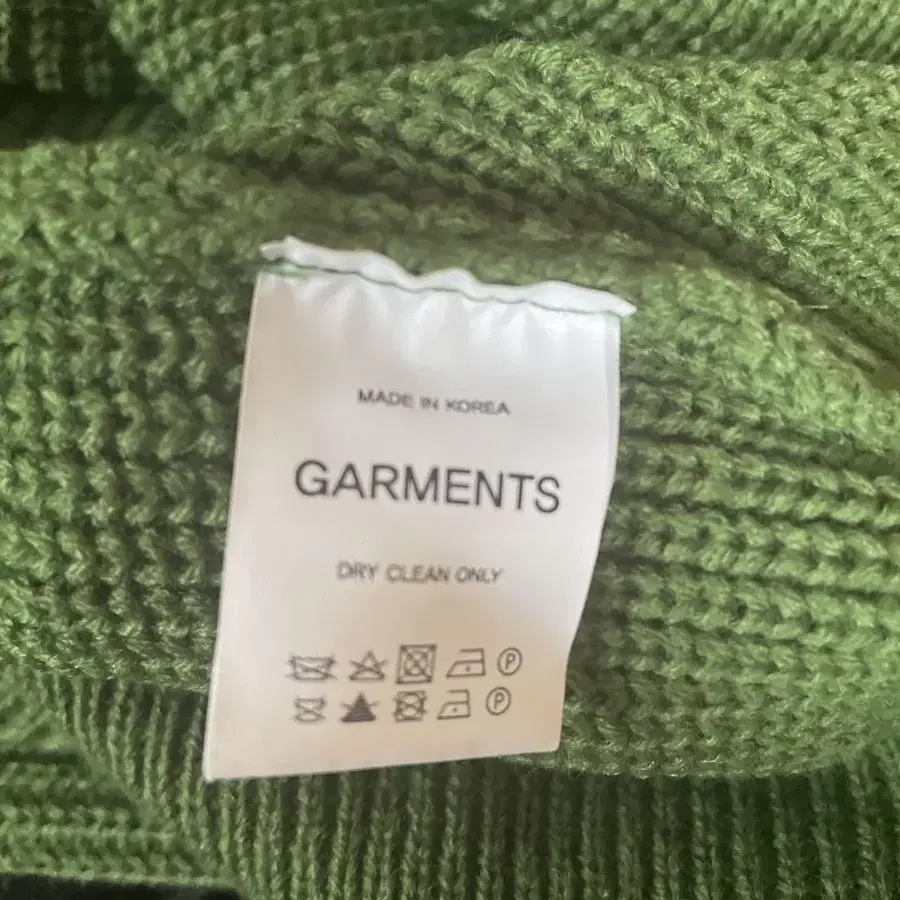 MADE IN KOREA
GARMENTS
DRY CLEAN ONLY
P
P